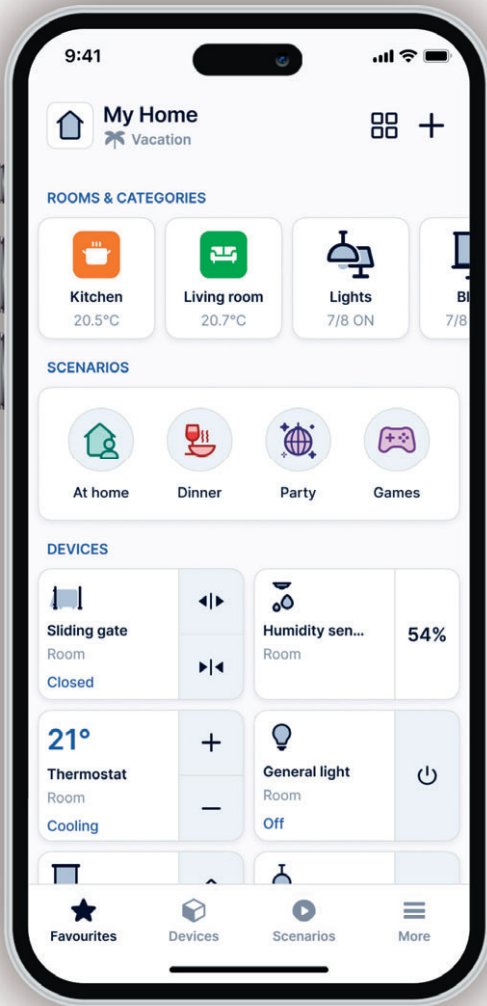 9:41
My Home
Vacation
ROOMS & CATEGORIES
Kitchen
20.5°C
Living room
20.7°C
Lights
7/8 ON
Bl
7/8
SCENARIOS
At home
Dinner
Party
Games
DEVICES
Sliding gate
Room
Closed
Humidity sen...
Room
54%
21°
Thermostat
Room
Cooling
General light
Room
Off
Favourites
Devices
Scenarios
More